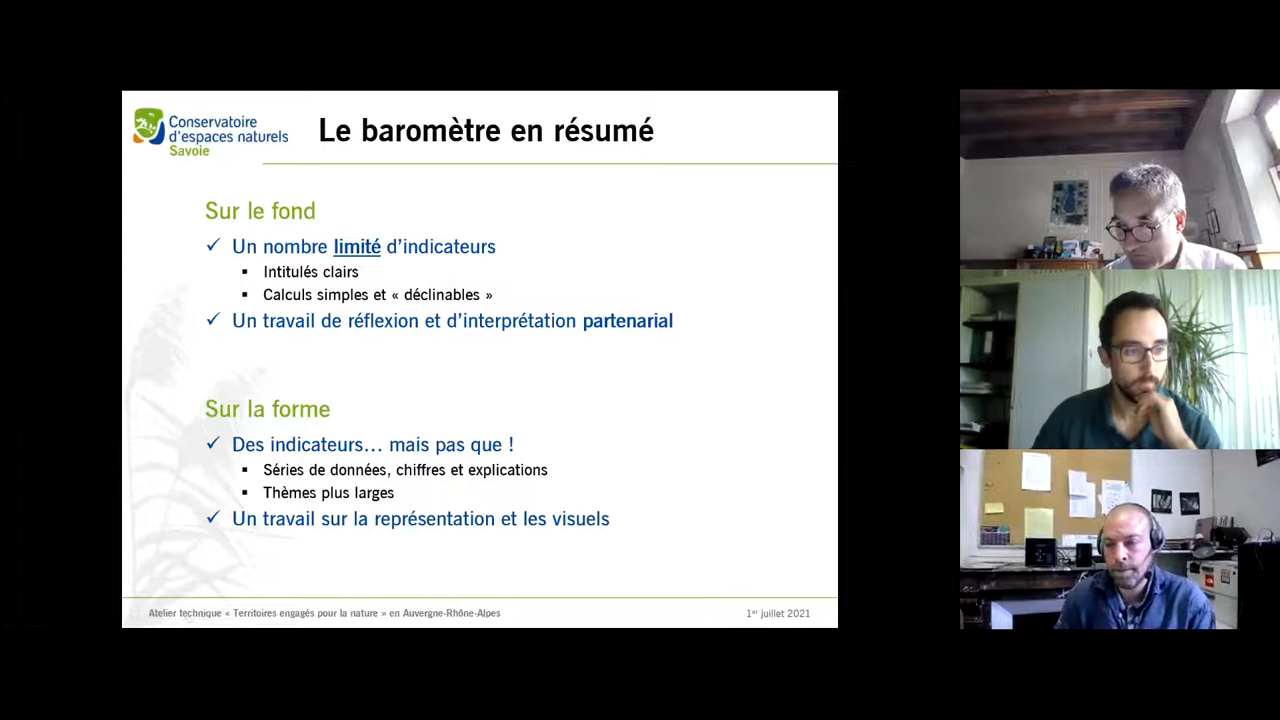 Conservatoire
d'espaces naturels
Savoie
Le baromètre en résumé
Sur le fond
✓ Un nombre limité d'indicateurs
▪ Intitulés clairs
▪ Calculs simples et « déclinables »
✓ Un travail de réflexion et d'interprétation partenarial
Sur la forme
✓ Des indicateurs… mais pas que !
▪ Séries de données, chiffres et explications
▪ Thèmes plus larges
✓ Un travail sur la représentation et les visuels
Atelier technique « Territoires engagés pour la nature » en Auvergne-Rhône-Alpes
1er juillet 2021